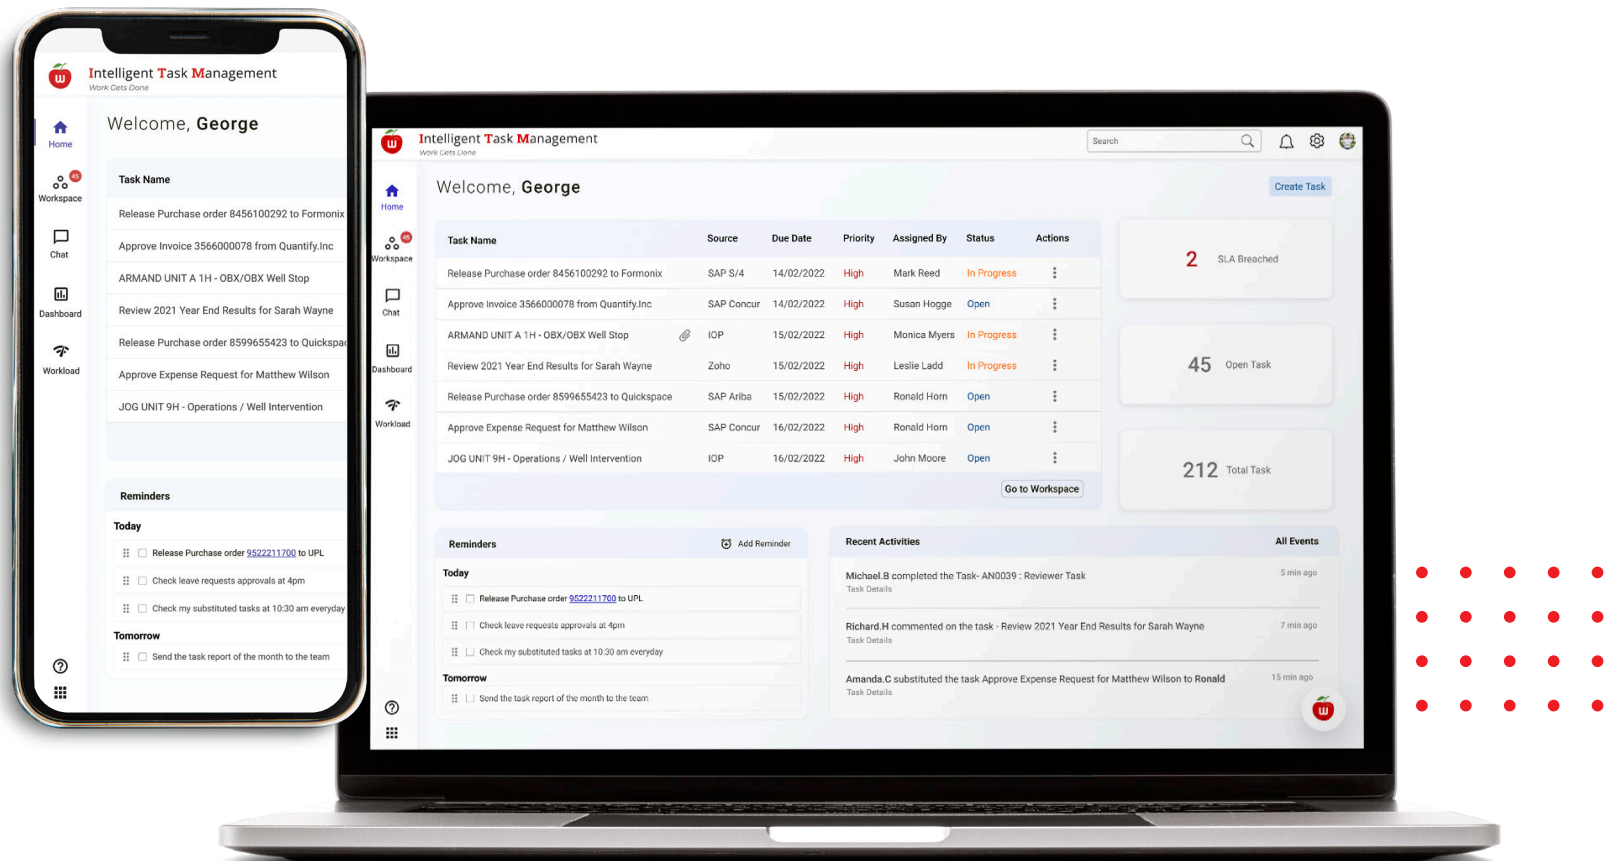 Intelligent Task Management
Work Gets Done
Welcome, George
Home
45
Workspace
Chat
Dashboard
Workload
Task Name
Release Purchase order 8456100292 to Formonix
Approve Invoice 3566000078 from Quantify.Inc
ARMAND UNIT A 1H - OBX/OBX Well Stop
Review 2021 Year End Results for Sarah Wayne
Release Purchase order 8599655423 to Quickspac
Approve Expense Request for Matthew Wilson
JOG UNIT 9H - Operations / Well Intervention
Reminders
Today
Release Purchase order 9522211700 to UPL
Check leave requests approvals at 4pm
Check my substituted tasks at 10:30 am everyday
Tomorrow
Send the task report of the month to the team
w Intelligent Task Management
Work Gets Done
Search
Welcome, George
Create Task
Home
45
Workspace
Chat
Dashboard
Workload
Task Name Source Due Date Priority Assigned By Status Actions
Release Purchase order 8456100292 to Formonix SAP S/4 14/02/2022 High Mark Reed In Progress
Approve Invoice 3566000078 from Quantify.Inc SAP Concur 14/02/2022 High Susan Hogge Open
ARMAND UNIT A 1H - OBX/OBX Well Stop IOP 15/02/2022 High Monica Myers In Progress
Review 2021 Year End Results for Sarah Wayne Zoho 15/02/2022 High Leslie Ladd In Progress
Release Purchase order 8599655423 to Quickspace SAP Ariba 15/02/2022 High Ronald Horn Open
Approve Expense Request for Matthew Wilson SAP Concur 16/02/2022 High Ronald Horn Open
JOG UNIT 9H - Operations / Well Intervention IOP 16/02/2022 High John Moore Open
Go to Workspace
2 SLA Breached
45 Open Task
212 Total Task
Reminders Add Reminder
Today
Release Purchase order 9522211700 to UPL
Check leave requests approvals at 4pm
Check my substituted tasks at 10:30 am everyday
Tomorrow
Send the task report of the month to the team
Recent Activities All Events
Michael.B completed the Task- AN0039 : Reviewer Task 5 min ago
Task Details
Richard.H commented on the task - Review 2021 Year End Results for Sarah Wayne 7 min ago
Task Details
Amanda.C substituted the task Approve Expense Request for Matthew Wilson to Ronald 15 min ago
Task Details
w